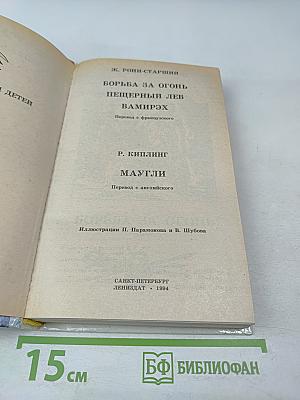 Ж. РОНИ-СТАРШИЙ
БОРЬБА ЗА ОГОНЬ
ПЕЩЕРНЫЙ ЛЕВ
ВАМИРЭХ
Перевод с французского
Р. КИПЛИНГ
МАУГЛИ
Перевод с английского
Иллюстрации П. Парамонова и В. Шубова
САНКТ-ПЕТЕРБУРГ
ЛЕНИЗДАТ • 1994
ДЕТЕЙ
15 см
БФ БИБЛИОФАН